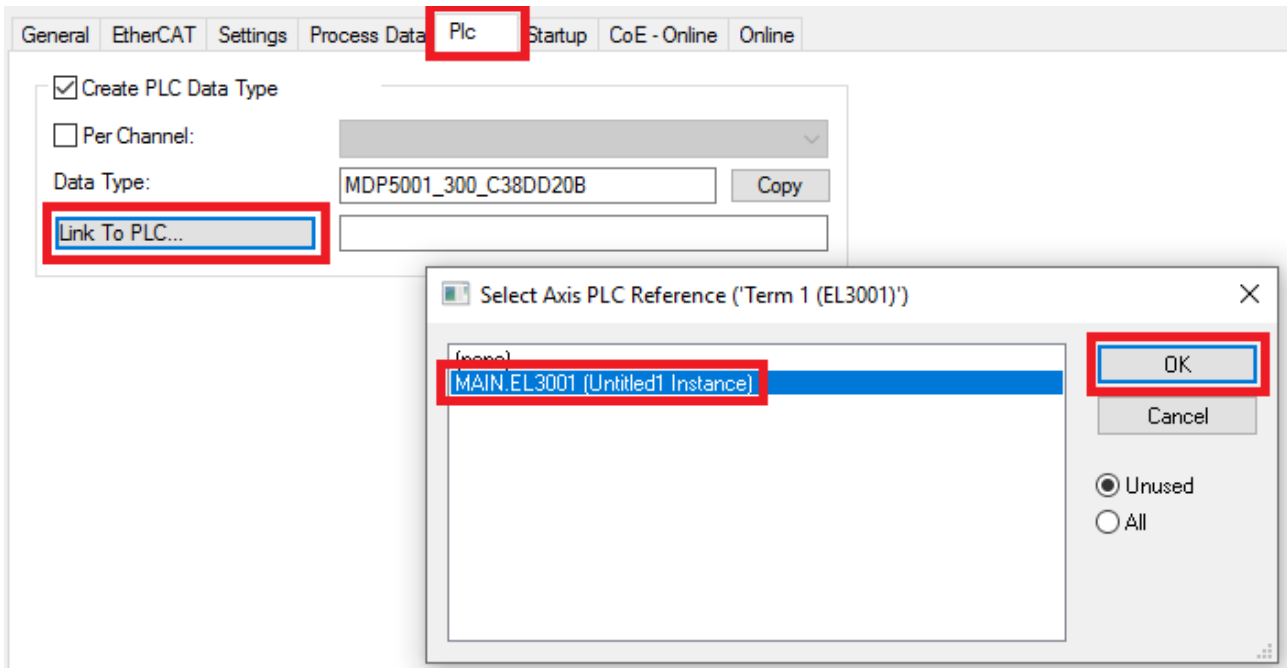 General EtherCAT Settings Process Data Plc Startup CoE - Online Online
Create PLC Data Type
Per Channel:
Data Type: MDP5001_300_C38DD20B Copy
Link To PLC...
Select Axis PLC Reference ('Term 1 (EL3001)')
(none)
MAIN.EL3001 (Untitled1 Instance)
OK
Cancel
Unused
All